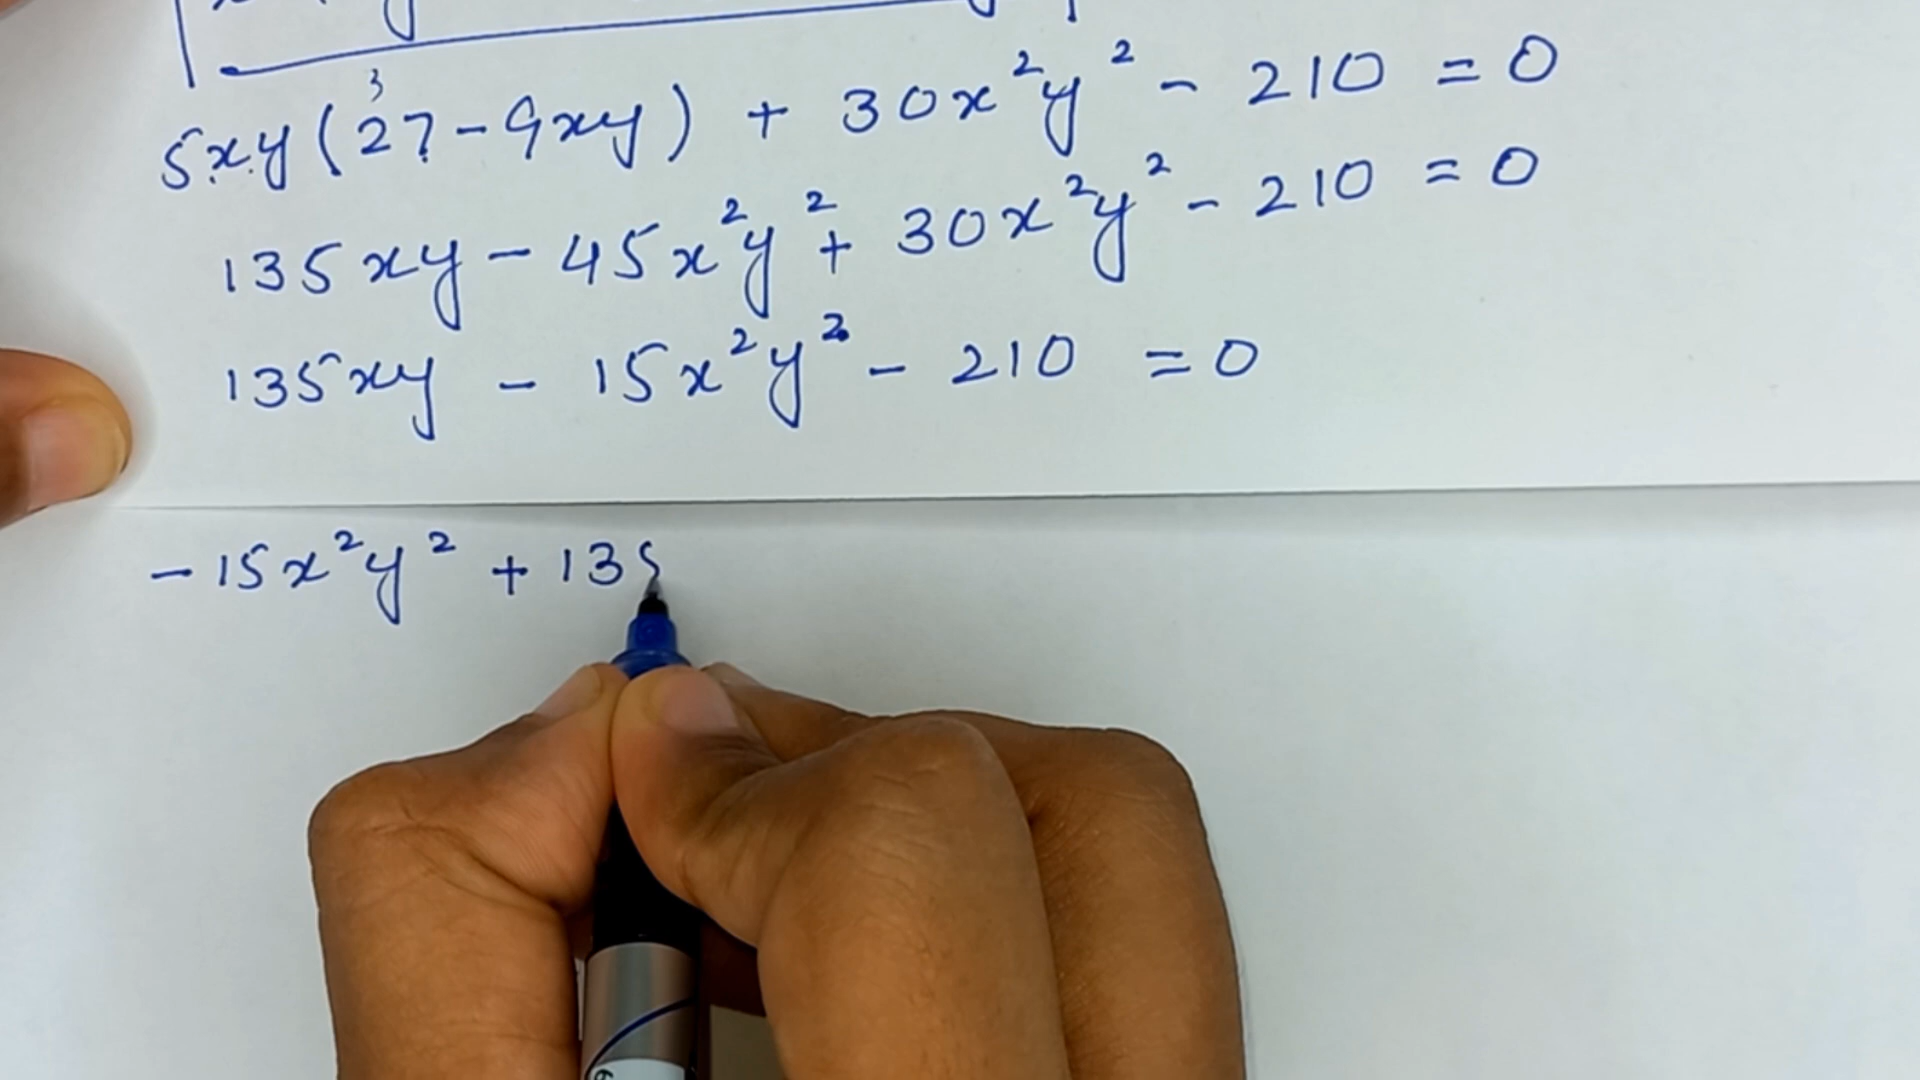 5xy(27-9xy) + 30x²y² - 210 = 0
135xy - 45x²y² + 30x²y² - 210 = 0
135xy - 15x²y² - 210 = 0
-15x²y² + 135